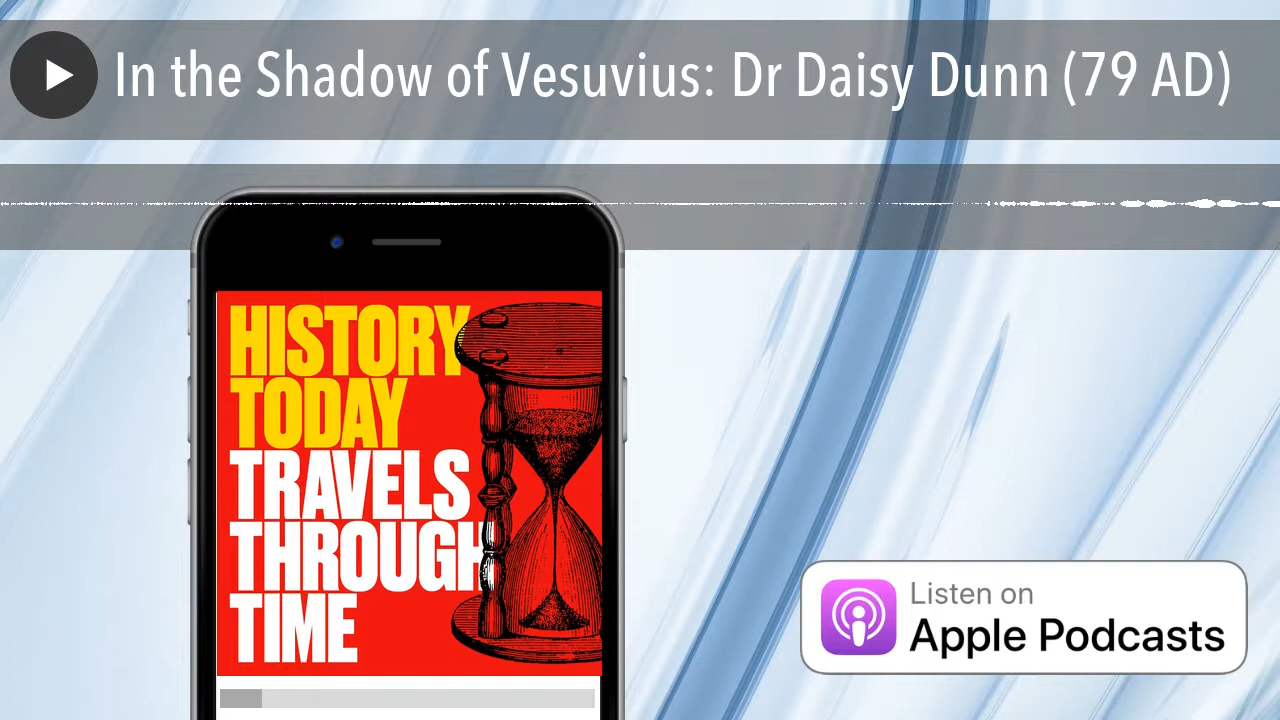 In the Shadow of Vesuvius: Dr Daisy Dunn (79 AD)
HISTORY
TODAY
TRAVELS
THROUGH
TIME
Listen on
Apple Podcasts